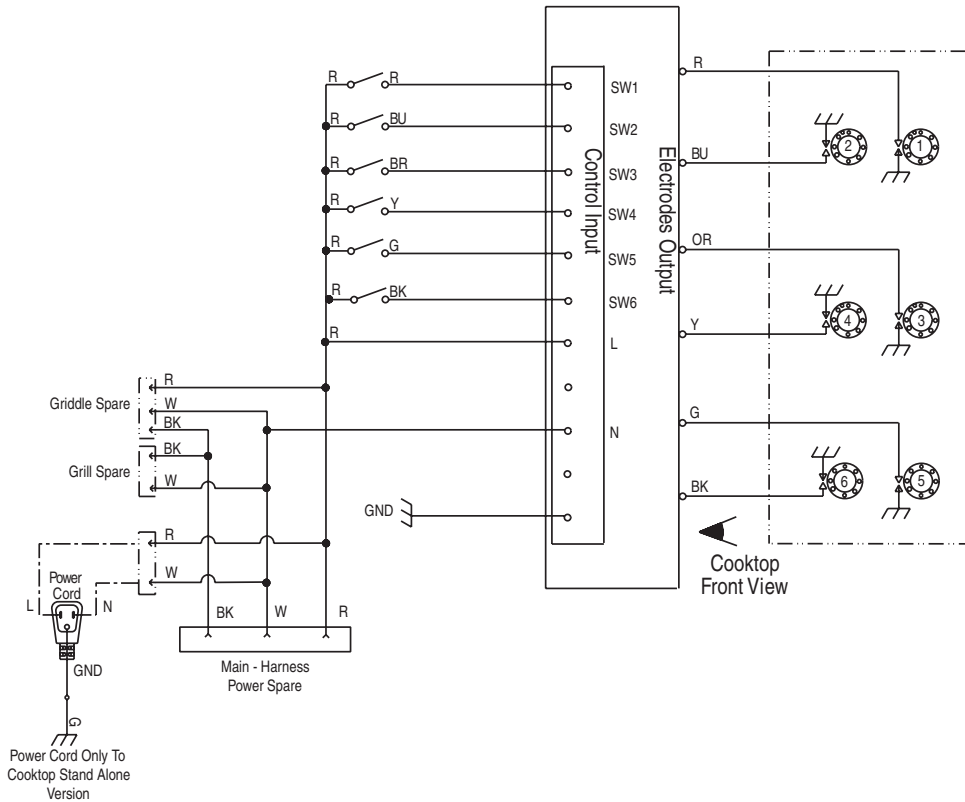 R R SW1
R BU SW2
R BR SW3
R Y SW4
R G SW5
R BK SW6
R L
N
GND
Control Input
Electrodes Output
R
BU
OR
Y
G
BK
2 1
4 3
6 5
Cooktop
Front View
Griddle Spare
R
W
BK
Grill Spare
BK
W
R
W
Power
Cord
L N
GND
G
Power Cord Only To
Cooktop Stand Alone
Version
BK W R
Main - Harness
Power Spare